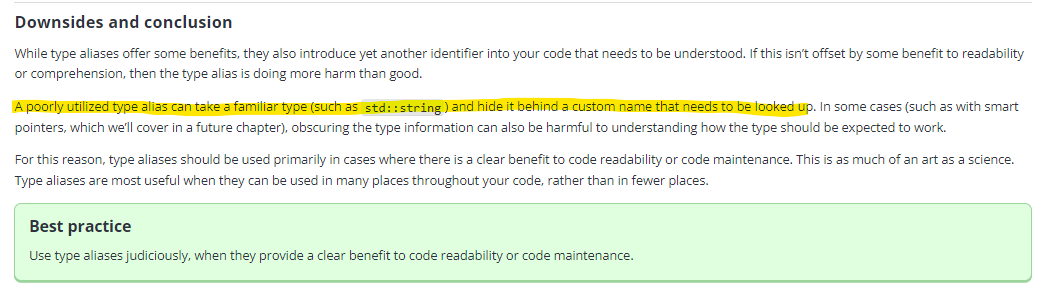 Downsides and conclusion
While type aliases offer some benefits, they also introduce yet another identifier into your code that needs to be understood. If this isn’t offset by some benefit to readability
or comprehension, then the type alias is doing more harm than good.
A poorly utilized type alias can take a familiar type (such as std::string) and hide it behind a custom name that needs to be looked up. In some cases (such as with smart
pointers, which we’ll cover in a future chapter), obscuring the type information can also be harmful to understanding how the type should be expected to work.
For this reason, type aliases should be used primarily in cases where there is a clear benefit to code readability or code maintenance. This is as much of an art as a science.
Type aliases are most useful when they can be used in many places throughout your code, rather than in fewer places.
Best practice
Use type aliases judiciously, when they provide a clear benefit to code readability or code maintenance.